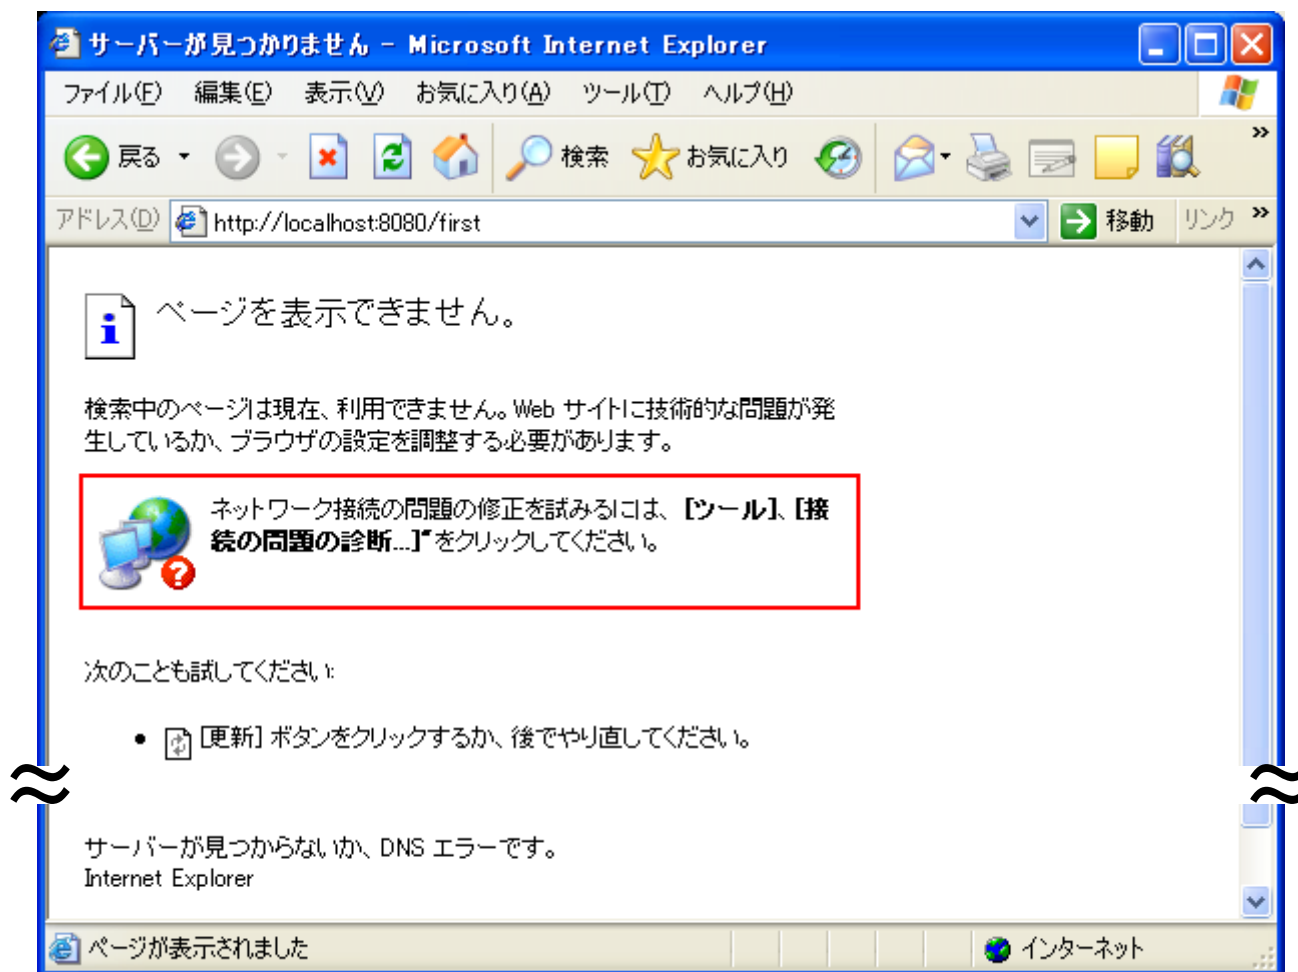 サーバーが見つかりません - Microsoft Internet Explorer
ファイル(F) 編集(E) 表示(V) お気に入り(A) ツール(T) ヘルプ(H)
戻る 検索 お気に入り »
アドレス(D) http://localhost:8080/first 移動 リンク »
ページを表示できません。
検索中のページは現在、利用できません。Web サイトに技術的な問題が発
生しているか、ブラウザの設定を調整する必要があります。
ネットワーク接続の問題の修正を試みるには、[ツール]、[接
続の問題の診断...]"をクリックしてください。
次のことも試してください:
• [更新] ボタンをクリックするか、後でやり直してください。
サーバーが見つからないか、DNS エラーです。
Internet Explorer
ページが表示されました インターネット